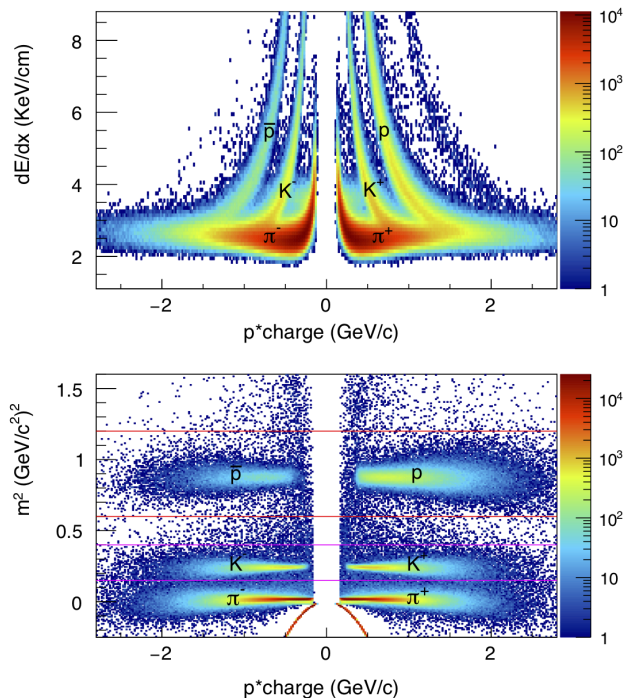 dE/dx (KeV/cm)
8
6
4
2
p̅
p
K⁻
K⁺
π⁻
π⁺
−2
0
2
p*charge (GeV/c)
10⁴
10³
10²
10
1
m² (GeV/c²)²
1.5
1
0.5
0
p̅
p
K⁻
K⁺
π⁻
π⁺
−2
0
2
p*charge (GeV/c)
10⁴
10³
10²
10
1